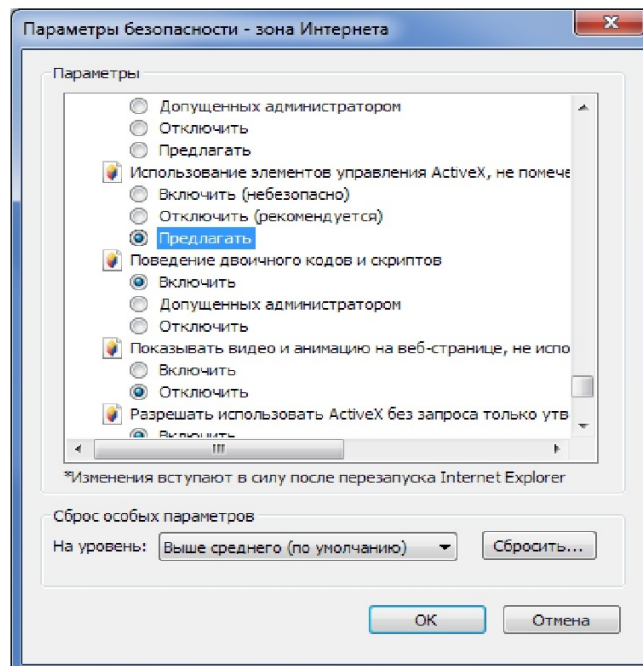 Параметры безопасности - зона Интернета
Параметры
Допущенных администратором
Отключить
Предлагать
Использование элементов управления ActiveX, не помече
Включить (небезопасно)
Отключить (рекомендуется)
Предлагать
Поведение двоичного кодов и скриптов
Включить
Допущенных администратором
Отключить
Показывать видео и анимацию на веб-странице, не испо
Включить
Отключить
Разрешать использовать ActiveX без запроса только утв
Включить
*Изменения вступают в силу после перезапуска Internet Explorer
Сброс особых параметров
На уровень: Выше среднего (по умолчанию) Сбросить...
ОК Отмена